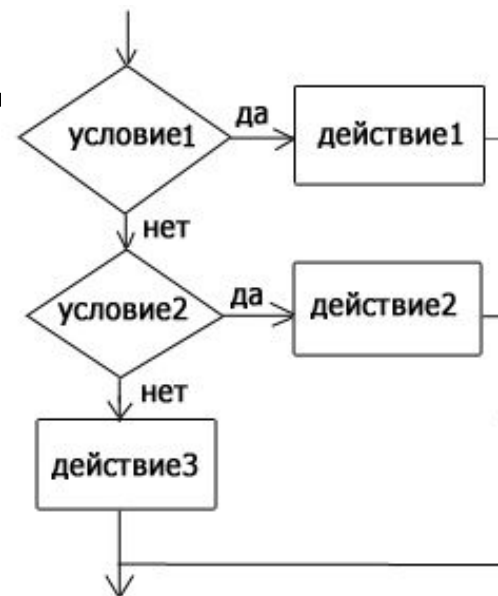 условие1
да
действие1
нет
условие2
да
действие2
нет
действие3